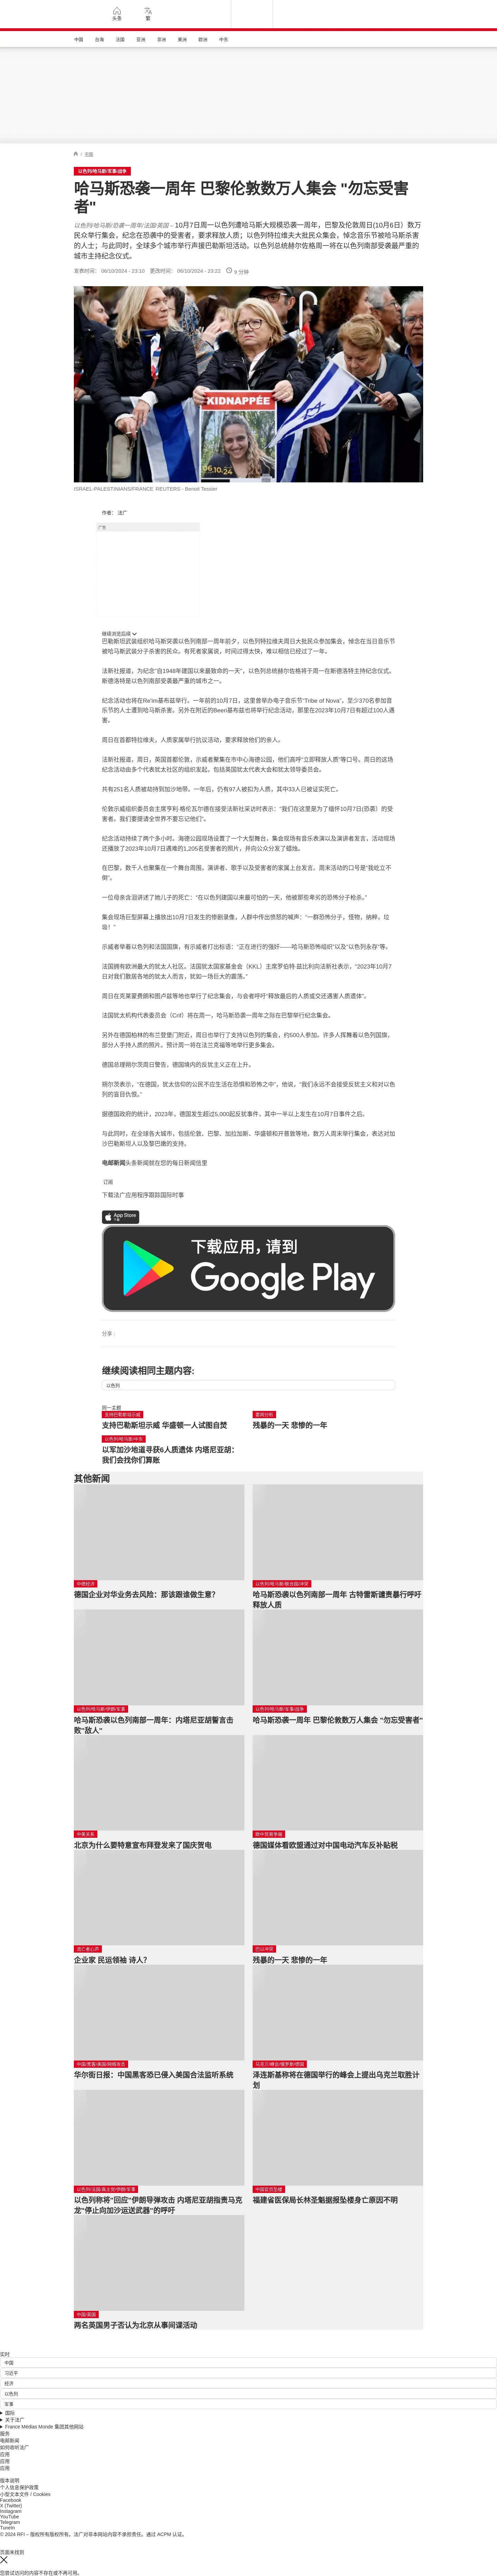 头条
繁
中国
台海
法国
亚洲
非洲
美洲
欧洲
中东
/ 中國
以色列/哈马斯/军事/战争
哈马斯恐袭一周年 巴黎伦敦数万人集会 "勿忘受害
者"
以色列/哈马斯/恐袭一周年/法国/英国 – 10月7日周一以色列遭哈马斯大规模恐袭一周年，巴黎及伦敦周日(10月6日）数万
民众举行集会，纪念在恐袭中的受害者，要求释放人质；以色列特拉维夫大批民众集会，悼念音乐节被哈马斯杀害
的人士；与此同时，全球多个城市举行声援巴勒斯坦活动。以色列总统赫尔佐格周一将在以色列南部受袭最严重的
城市主持纪念仪式。
发表时间： 06/10/2024 - 23:10 更改时间： 06/10/2024 - 23:22 9 分钟
KIDNAPPÉE
06.10.24
ISRAEL-PALESTINIANS/FRANCE REUTERS - Benoit Tessier
作者： 法广
广告
继续浏览后续
巴勒斯坦武装组织哈马斯突袭以色列南部一周年前夕，以色列特拉维夫周日大批民众参加集会，悼念在当日音乐节
被哈马斯武装分子杀害的民众。有死者家属说，时间过得太快，难以相信已经过了一年。
法新社报道，为纪念"自1948年建国以来最致命的一天"，以色列总统赫尔佐格将于周一在斯德洛特主持纪念仪式。
斯德洛特是以色列南部受袭最严重的城市之一。
纪念活动也将在Re'im基布兹举行。一年前的10月7日，这里曾举办电子音乐节"Tribe of Nova"，至少370名参加音
乐节的人士遭到哈马斯杀害。另外在附近的Beeri基布兹也将举行纪念活动，那里在2023年10月7日有超过100人遇
害。
周日在首都特拉维夫，人质家属举行抗议活动，要求释放他们的亲人。
法新社报道，周日，英国首都伦敦，示威者聚集在市中心海德公园，他们高呼"立即释放人质"等口号。周日的这场
纪念活动由多个代表犹太社区的组织发起，包括英国犹太代表大会和犹太领导委员会。
共有251名人质被劫持到加沙地带。一年后，仍有97人被扣为人质，其中33人已被证实死亡。
伦敦示威组织委员会主席亨利·格伦瓦尔德在接受法新社采访时表示："我们在这里是为了缅怀10月7日(恐袭）的受
害者。我们要提请全世界不要忘记他们"。
纪念活动持续了两个多小时。海德公园现场设置了一个大型舞台，集会现场有音乐表演以及演讲者发言，活动现场
还播放了2023年10月7日遇难的1,205名受害者的照片，并向公众分发了蜡烛。
在巴黎，数千人也聚集在一个舞台周围。演讲者、歌手以及受害者的家属上台发言。周末活动的口号是"我屹立不
倒"。
一位母亲含泪讲述了她儿子的死亡："在以色列建国以来最可怕的一天，他被那些卑劣的恐怖分子枪杀。"
集会现场巨型屏幕上播放出10月7日发生的惨剧录像，人群中传出愤怒的喊声："一群恐怖分子，怪物，纳粹，垃
圾！"
示威者举着以色列和法国国旗，有示威者打出标语："正在进行的强奸——哈马斯恐怖组织"以及"以色列永存"等。
法国拥有欧洲最大的犹太人社区。法国犹太国家基金会（KKL）主席罗伯特·兹比利向法新社表示，"2023年10月7
日对我们散居各地的犹太人而言，犹如一场巨大的震荡。"
周日在克莱蒙费朗和图卢兹等地也举行了纪念集会，与会者呼吁"释放最后的人质或交还遇害人质遗体"。
法国犹太机构代表委员会（Crif）将在周一，哈马斯恐袭一周年之际在巴黎举行纪念集会。
另外在德国柏林的布兰登堡门附近，周日也举行了支持以色列的集会，约500人参加。许多人挥舞着以色列国旗，
部分人手持人质的照片。预计周一将在法兰克福等地举行更多集会。
德国总理朔尔茨周日警告，德国境内的反犹主义正在上升。
朔尔茨表示，"在德国，犹太信仰的公民不应生活在恐惧和恐怖之中"，他说，"我们永远不会接受反犹主义和对以色
列的盲目仇恨。"
据德国政府的统计，2023年，德国发生超过5,000起反犹事件，其中一半以上发生在10月7日事件之后。
与此同时，在全球各大城市，包括伦敦、巴黎、加拉加斯、华盛顿和开普敦等地，数万人周末举行集会，表达对加
沙巴勒斯坦人以及黎巴嫩的支持。
电邮新闻头条新闻就在您的每日新闻信里
订阅
下载法广应用程序跟踪国际时事
App Store
下载应用，请到
Google Play
分享 :
继续阅读相同主题内容:
以色列
同一主题
支持巴勒斯坦示威
支持巴勒斯坦示威 华盛顿一人试图自焚
要闻分析
残暴的一天 悲惨的一年
以色列/哈马斯/中东
以军加沙地道寻获6人质遗体 内塔尼亚胡：
我们会找你们算账
其他新闻
中德经济
德国企业对华业务去风险：那该跟谁做生意？
以色列/哈马斯/联合国/冲突
哈马斯恐袭以色列南部一周年 古特雷斯谴责暴行呼吁
释放人质
以色列/哈马斯/伊朗/军事
哈马斯恐袭以色列南部一周年：内塔尼亚胡誓言击
败"敌人"
以色列/哈马斯/军事/战争
哈马斯恐袭一周年 巴黎伦敦数万人集会 "勿忘受害者"
中美关系
北京为什么要特意宣布拜登发来了国庆贺电
欧中贸易争端
德国媒体看欧盟通过对中国电动汽车反补贴税
流亡者心声
企业家 民运领袖 诗人？
巴以冲突
残暴的一天 悲惨的一年
中国/黑客/美国/网络攻击
华尔街日报：中国黑客恐已侵入美国合法监听系统
乌克兰/峰会/俄罗斯/德国
泽连斯基称将在德国举行的峰会上提出乌克兰取胜计
划
以色列/法国/真主党/伊朗/军事
以色列称将"回应"伊朗导弹攻击 内塔尼亚胡指责马克
龙"停止向加沙运送武器"的呼吁
中国官员坠楼
福建省医保局长林圣魁据报坠楼身亡原因不明
中国/英国
两名英国男子否认为北京从事间谍活动
实时
中国
习近平
经济
以色列
军事
国际
关于法广
France Médias Monde 集团其他网站
服务
电邮新闻
如何收听法广
应用
应用
应用
版本说明
个人信息保护政策
小型文本文件 / Cookies
Facebook
X (Twitter)
Instagram
YouTube
Telegram
TuneIn
© 2024 RFI – 版权所有版权所有。法广对非本网站内容不承担责任。通过 ACPM 认证。
页面未找到
您尝试访问的内容不存在或不再可用。